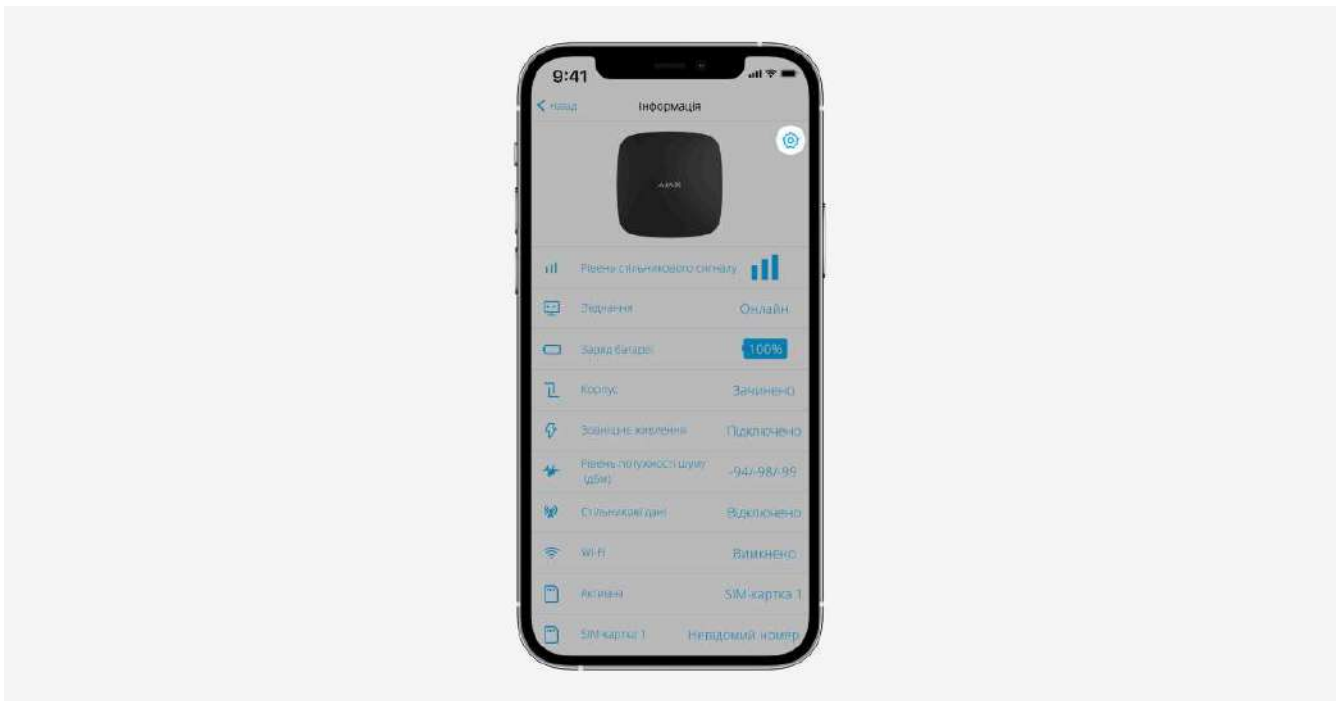 9:41
Назад
Інформація
AJAX
Рівень стільникового сигналу
З'єднання Онлайн
Заряд батареї 100%
Корпус Зачинено
Зовнішнє живлення Підключено
Рівень потужності шуму
(дБм) -94/-98/-99
Стільникові дані Відключено
Wi-Fi Вимкнено
Активна SIM-картка 1
SIM-картка 1 Невідомий номер